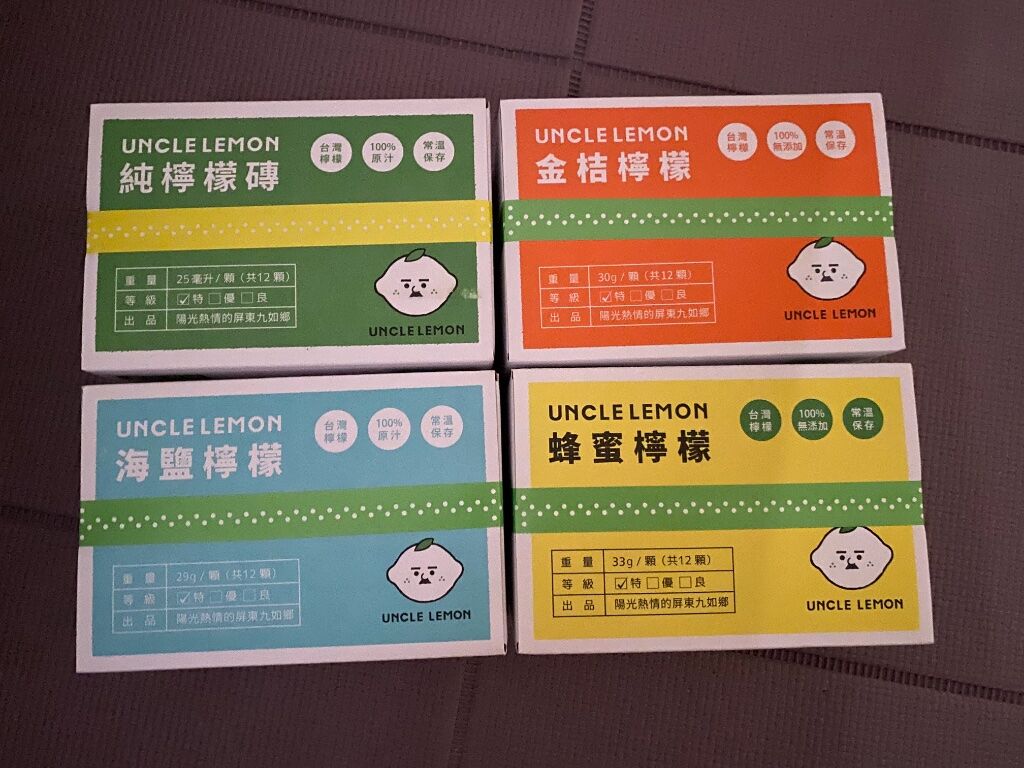 UNCLE LEMON
純檸檬磚
台灣
檸檬
100%
原汁
常溫
保存
重量 25毫升/顆（共12顆）
等級 ☑特 □優 □良
出品 陽光熱情的屏東九如鄉
UNCLE LEMON
UNCLE LEMON
金桔檸檬
台灣
檸檬
100%
無添加
常溫
保存
重量 30g/顆（共12顆）
等級 ☑特 □優 □良
出品 陽光熱情的屏東九如鄉
UNCLE LEMON
UNCLE LEMON
海鹽檸檬
台灣
檸檬
100%
原汁
常溫
保存
重量 29g/顆（共12顆）
等級 ☑特 □優 □良
出品 陽光熱情的屏東九如鄉
UNCLE LEMON
UNCLE LEMON
蜂蜜檸檬
台灣
檸檬
100%
無添加
常溫
保存
重量 33g/顆（共12顆）
等級 ☑特 □優 □良
出品 陽光熱情的屏東九如鄉
UNCLE LEMON